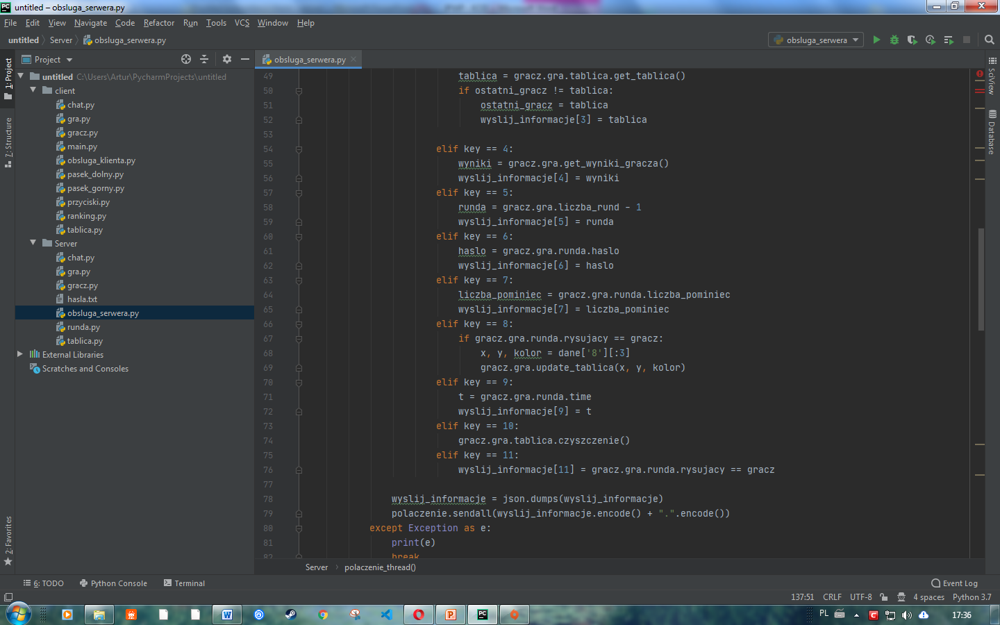 untitled – obsluga_serwera.py
File Edit View Navigate Code Refactor Run Tools VCS Window Help
untitled Server obsluga_serwera.py obsluga_serwera
Project
obsluga_serwera.py
1: Project
7: Structure
2: Favorites
SciView
Database
untitled C:\Users\Artur\PycharmProjects\untitled
client
chat.py
gra.py
gracz.py
main.py
obsluga_klienta.py
pasek_dolny.py
pasek_gorny.py
przyciski.py
ranking.py
tablica.py
Server
chat.py
gra.py
gracz.py
hasla.txt
obsluga_serwera.py
runda.py
tablica.py
External Libraries
Scratches and Consoles
49 tablica = gracz.gra.tablica.get_tablica()
50 if ostatni_gracz != tablica:
51 ostatni_gracz = tablica
52 wyslij_informacje[3] = tablica
53
54 elif key == 4:
55 wyniki = gracz.gra.get_wyniki_gracza()
56 wyslij_informacje[4] = wyniki
57 elif key == 5:
58 runda = gracz.gra.liczba_rund - 1
59 wyslij_informacje[5] = runda
60 elif key == 6:
61 haslo = gracz.gra.runda.haslo
62 wyslij_informacje[6] = haslo
63 elif key == 7:
64 liczba_pominiec = gracz.gra.runda.liczba_pominiec
65 wyslij_informacje[7] = liczba_pominiec
66 elif key == 8:
67 if gracz.gra.runda.rysujacy == gracz:
68 x, y, kolor = dane['8'][:3]
69 gracz.gra.update_tablica(x, y, kolor)
70 elif key == 9:
71 t = gracz.gra.runda.time
72 wyslij_informacje[9] = t
73 elif key == 10:
74 gracz.gra.tablica.czyszczenie()
75 elif key == 11:
76 wyslij_informacje[11] = gracz.gra.runda.rysujacy == gracz
77
78 wyslij_informacje = json.dumps(wyslij_informacje)
79 polaczenie.sendall(wyslij_informacje.encode() + ".".encode())
80 except Exception as e:
81 print(e)
82 break
Server polaczenie_thread()
6: TODO Python Console Terminal Event Log
137:51 CRLF UTF-8 4 spaces Python 3.7
PL 17:36